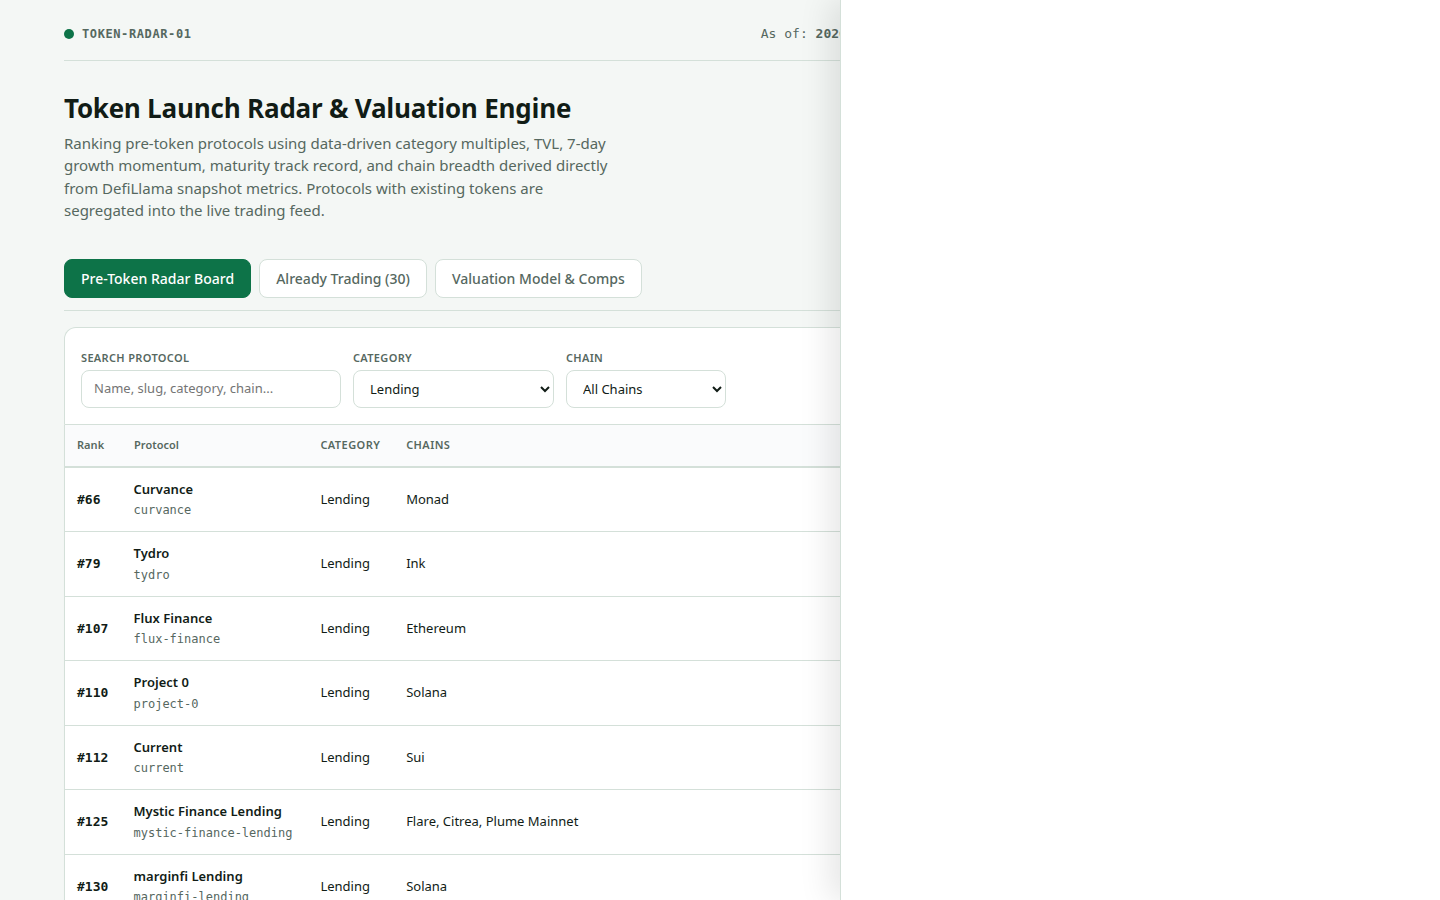 TOKEN-RADAR-01
As of: 202
Token Launch Radar & Valuation Engine
Ranking pre-token protocols using data-driven category multiples, TVL, 7-day
growth momentum, maturity track record, and chain breadth derived directly
from DefiLlama snapshot metrics. Protocols with existing tokens are
segregated into the live trading feed.
Pre-Token Radar Board
Already Trading (30)
Valuation Model & Comps
SEARCH PROTOCOL
CATEGORY
CHAIN
Name, slug, category, chain...
Lending
All Chains
Rank Protocol CATEGORY CHAINS
#66 Curvance Lending Monad
curvance
#79 Tydro Lending Ink
tydro
#107 Flux Finance Lending Ethereum
flux-finance
#110 Project 0 Lending Solana
project-0
#112 Current Lending Sui
current
#125 Mystic Finance Lending Lending Flare, Citrea, Plume Mainnet
mystic-finance-lending
#130 marginfi Lending Lending Solana
marginfi-lending